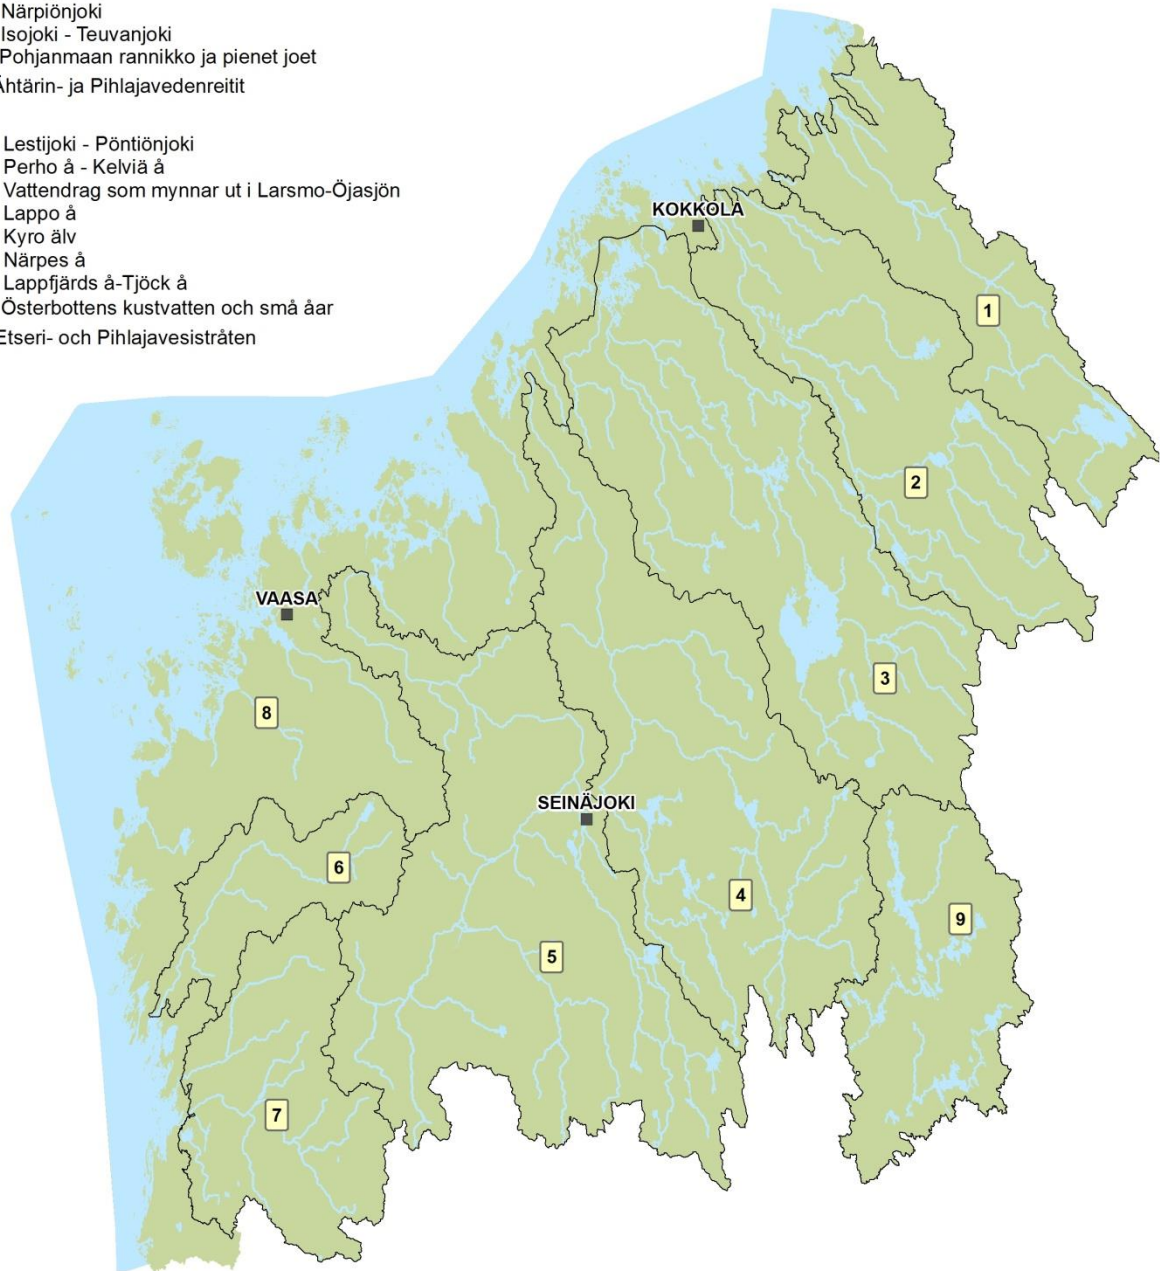 Närpiönjoki
Isojoki - Teuvanjoki
Pohjanmaan rannikko ja pienet joet
Ähtärin- ja Pihlajavedenreitit
Lestijoki - Pöntiönjoki
Perho å - Kelviä å
Vattendrag som mynnar ut i Larsmo-Öjasjön
Lappo å
Kyro älv
Närpes å
Lappfjärds å-Tjöck å
Österbottens kustvatten och små åar
Etseri- och Pihlajavesistråten
KOKKOLA
1
2
VAASA
3
8
SEINÄJOKI
6
4
9
5
7